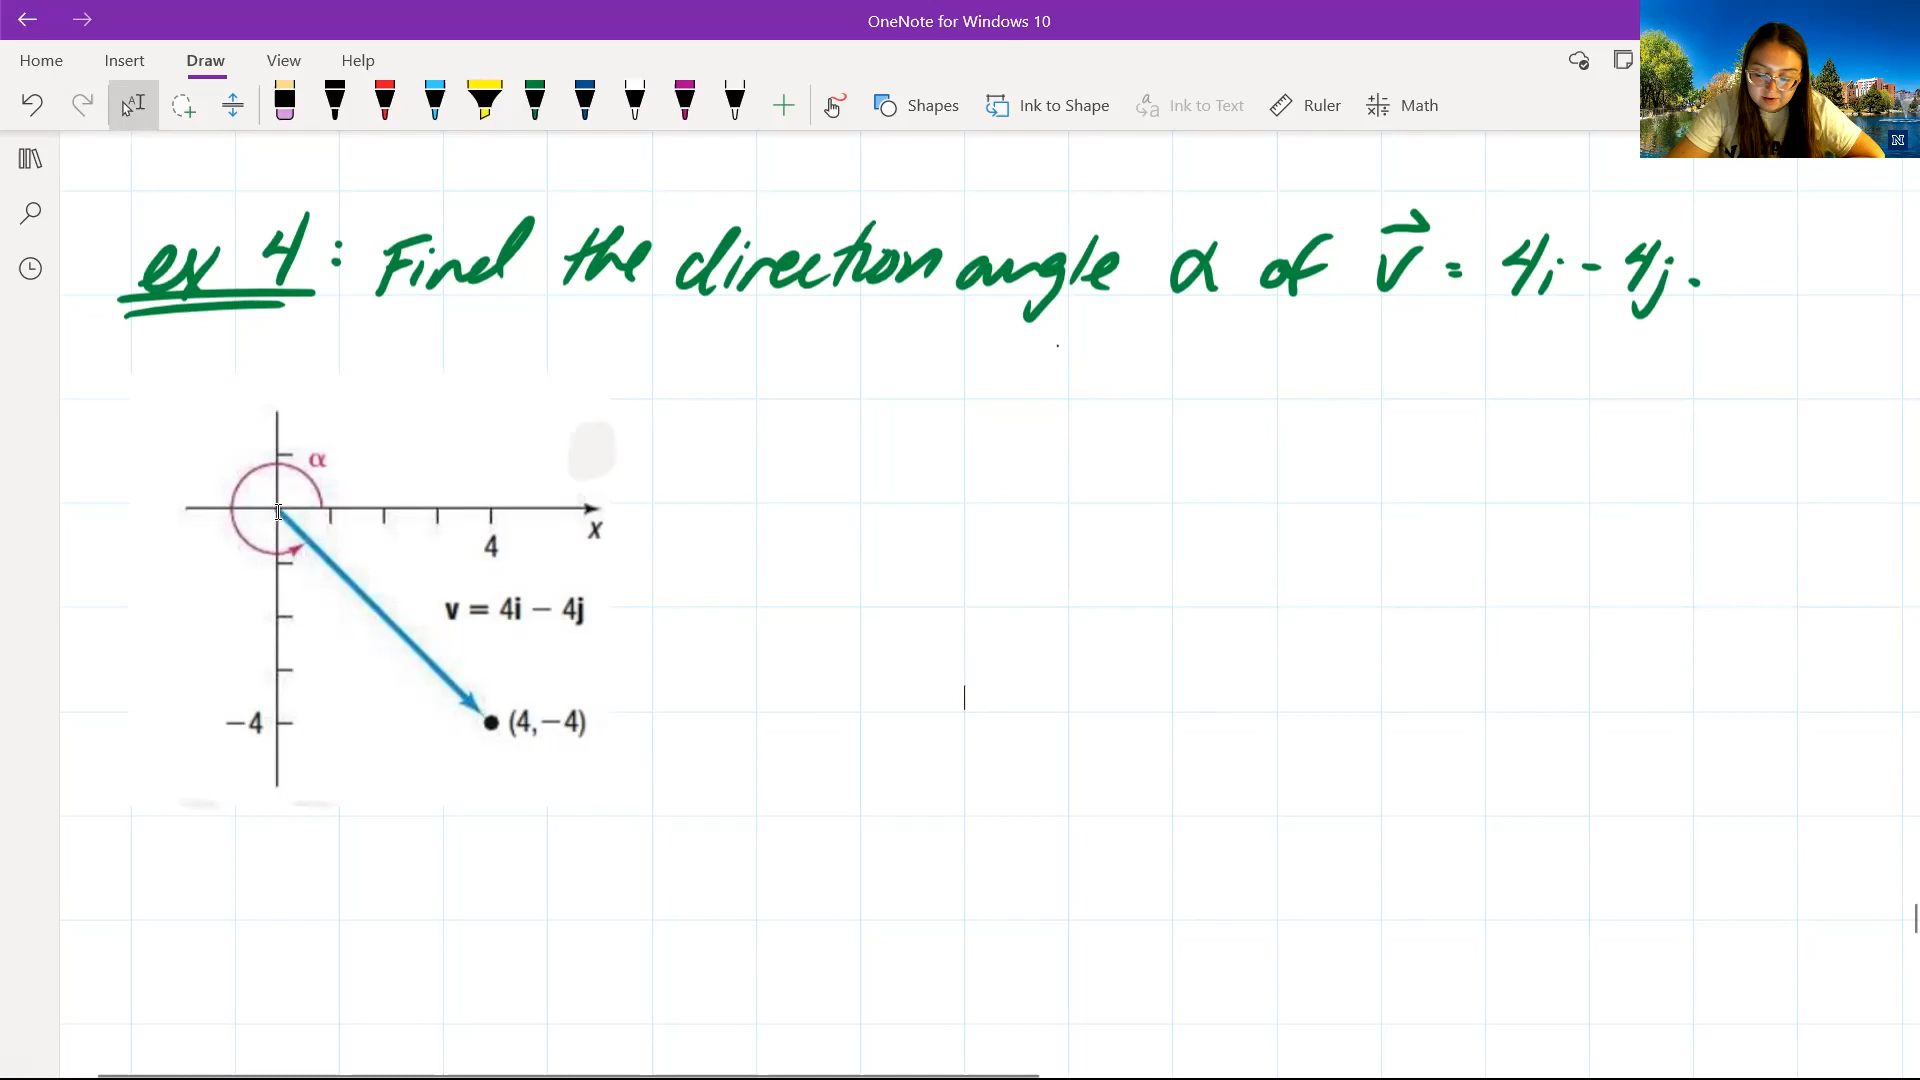 OneNote for Windows 10
Home Insert Draw View Help
Shapes Ink to Shape Ink to Text Ruler Math
N
ex 4: Find the direction angle α of v⃗ = 4i - 4j.
α
x
4
v = 4i − 4j
−4
(4,−4)